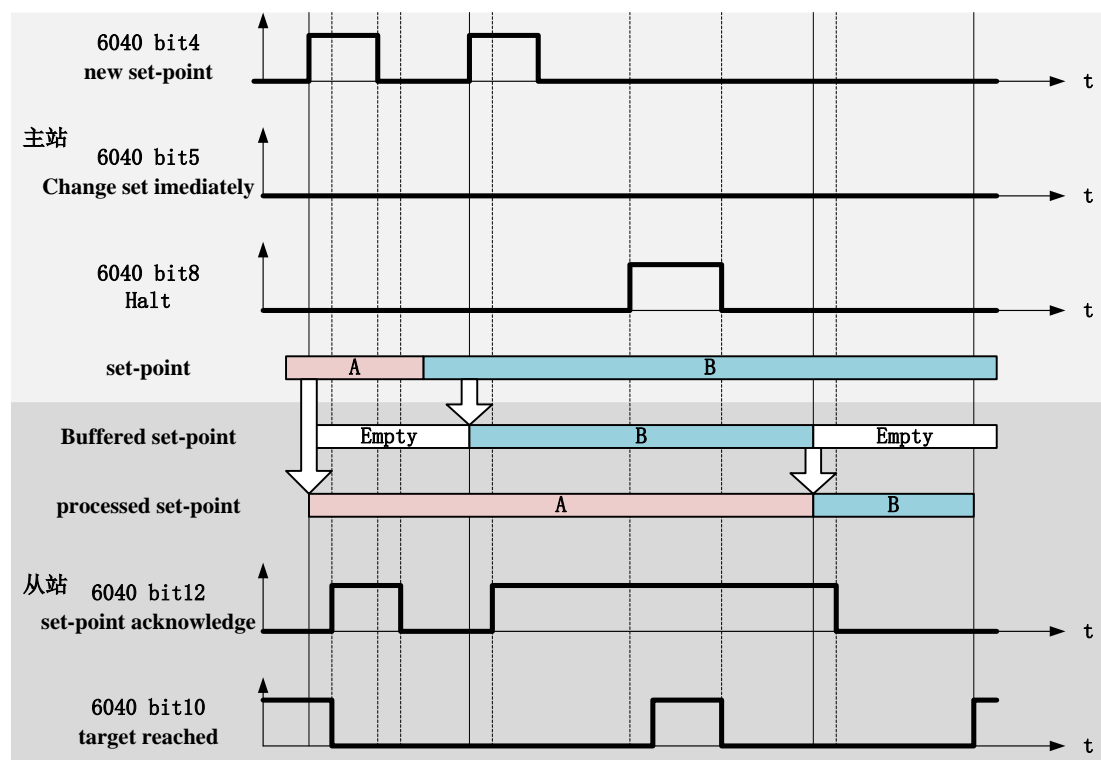 6040 bit4
new set-point
t
主站
6040 bit5
Change set imediately
t
6040 bit8
Halt
t
set-point
A
B
Buffered set-point
Empty
B
Empty
processed set-point
A
B
从站
6040 bit12
set-point acknowledge
t
6040 bit10
target reached
t